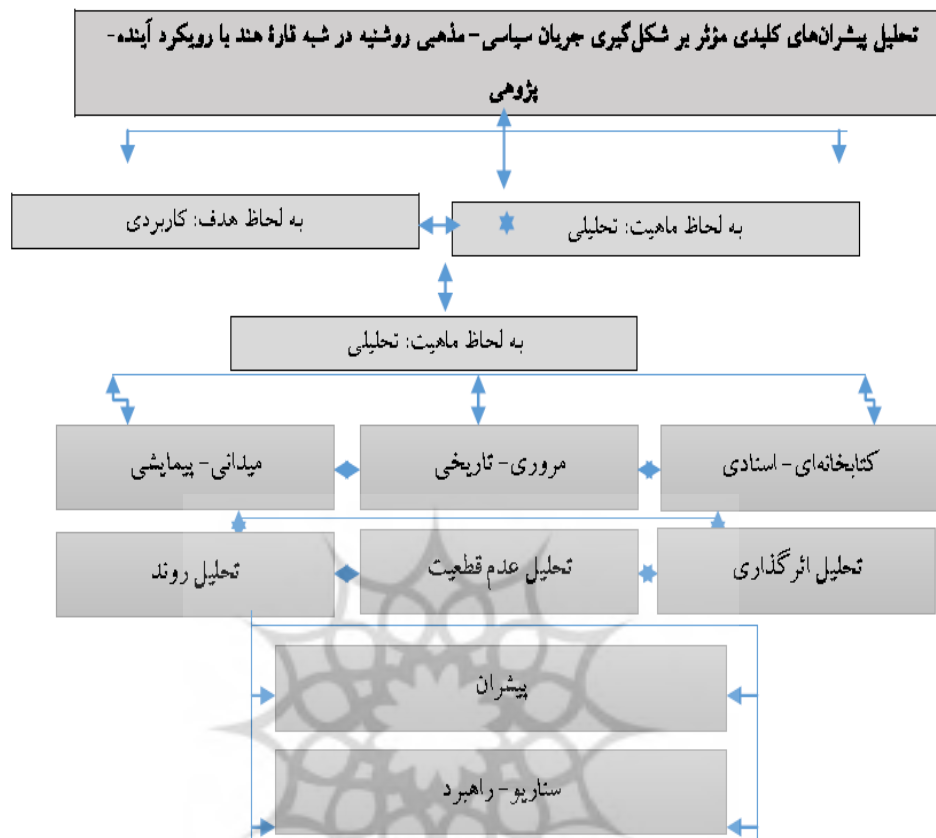 تحلیل پیشران‌های کلیدی مؤثر بر شکل‌گیری جریان سیاسی- مذهبی روشنیه در شبه قارۀ هند با رویکرد آینده-
پژوهی
به لحاظ ماهیت: تحلیلی
به لحاظ هدف: کاربردی
به لحاظ ماهیت: تحلیلی
کتابخانه‌ای- اسنادی
مروری- تاریخی
میدانی- پیمایشی
تحلیل اثرگذاری
تحلیل عدم قطعیت
تحلیل روند
پیشران
سناریو- راهبرد